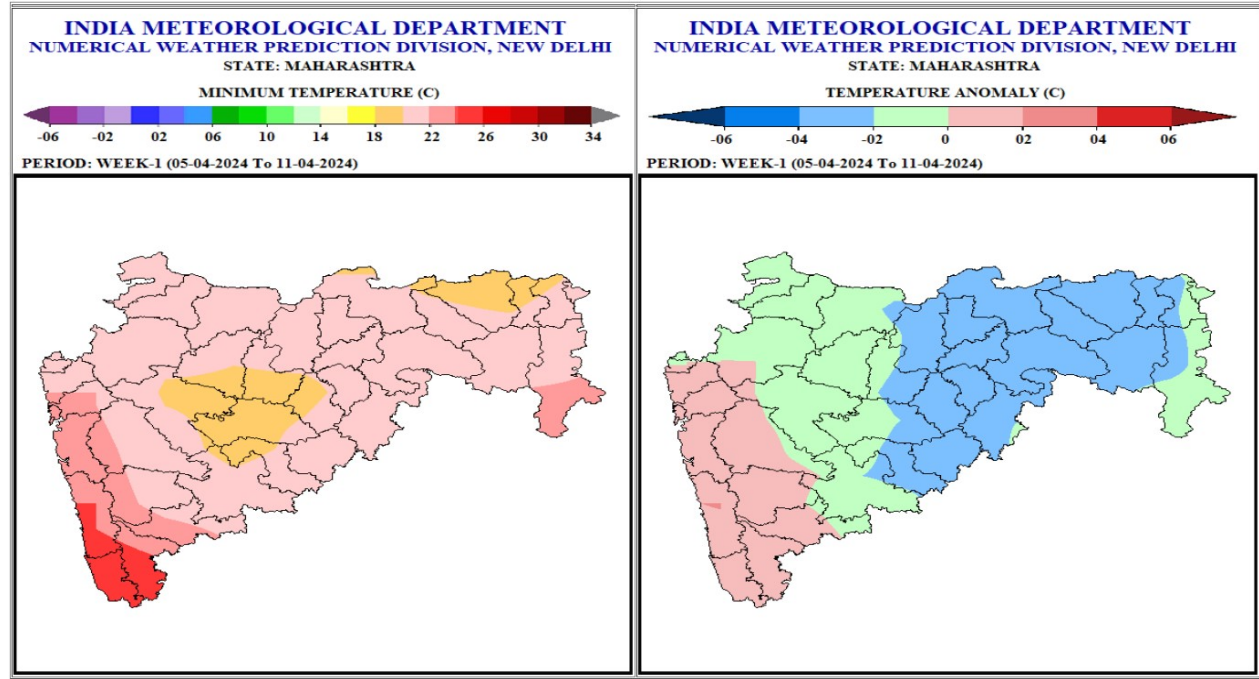 INDIA METEOROLOGICAL DEPARTMENT
NUMERICAL WEATHER PREDICTION DIVISION, NEW DELHI
STATE: MAHARASHTRA
MINIMUM TEMPERATURE (C)
-06 -02 02 06 10 14 18 22 26 30 34
PERIOD: WEEK-1 (05-04-2024 To 11-04-2024)
INDIA METEOROLOGICAL DEPARTMENT
NUMERICAL WEATHER PREDICTION DIVISION, NEW DELHI
STATE: MAHARASHTRA
TEMPERATURE ANOMALY (C)
-06 -04 -02 0 02 04 06
PERIOD: WEEK-1 (05-04-2024 To 11-04-2024)